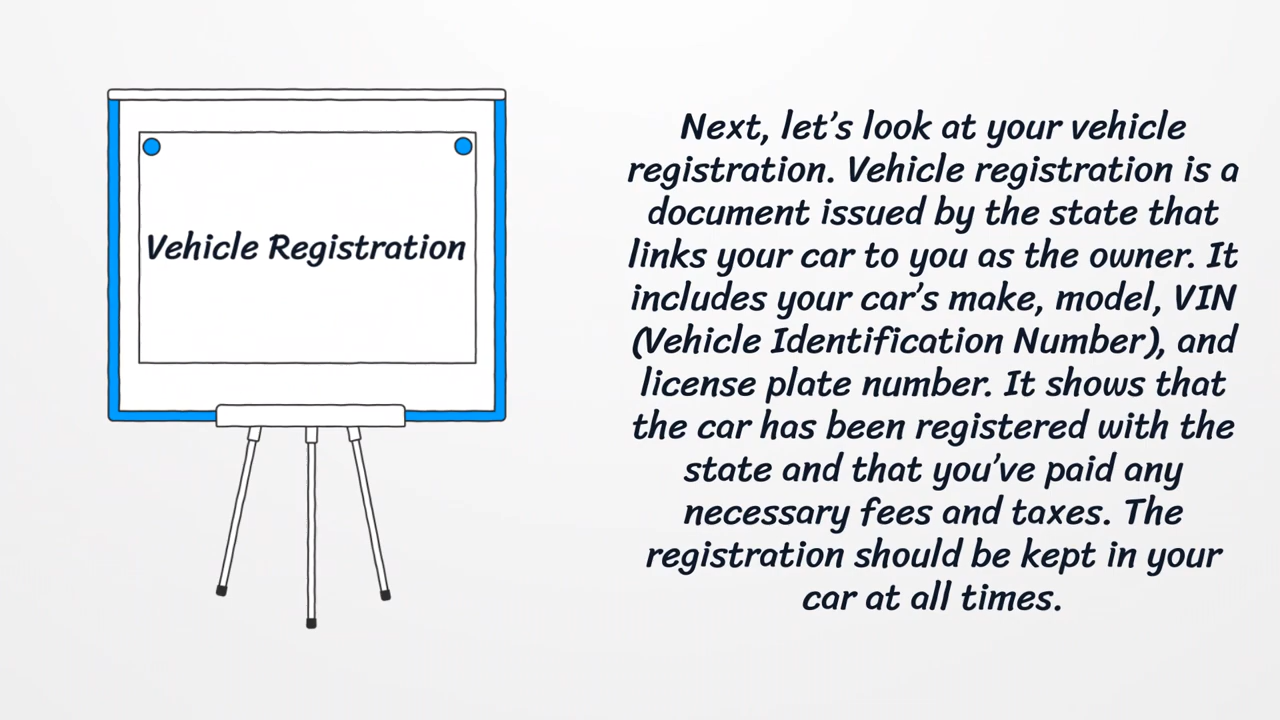 Vehicle Registration
Next, let’s look at your vehicle
registration. Vehicle registration is a
document issued by the state that
links your car to you as the owner. It
includes your car’s make, model, VIN
(Vehicle Identification Number), and
license plate number. It shows that
the car has been registered with the
state and that you’ve paid any
necessary fees and taxes. The
registration should be kept in your
car at all times.